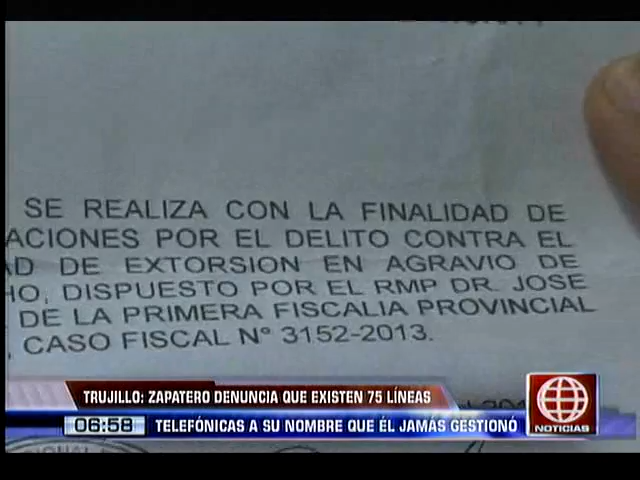 SE REALIZA CON LA FINALIDAD DE
ACIONES POR EL DELITO CONTRA EL
AD DE EXTORSION EN AGRAVIO DE
HO, DISPUESTO POR EL RMP DR. JOSE
DE LA PRIMERA FISCALIA PROVINCIAL
, CASO FISCAL N° 3152-2013.
TRUJILLO: ZAPATERO DENUNCIA QUE EXISTEN 75 LÍNEAS
06:58 TELEFÓNICAS A SU NOMBRE QUE ÉL JAMÁS GESTIONÓ
NOTICIAS